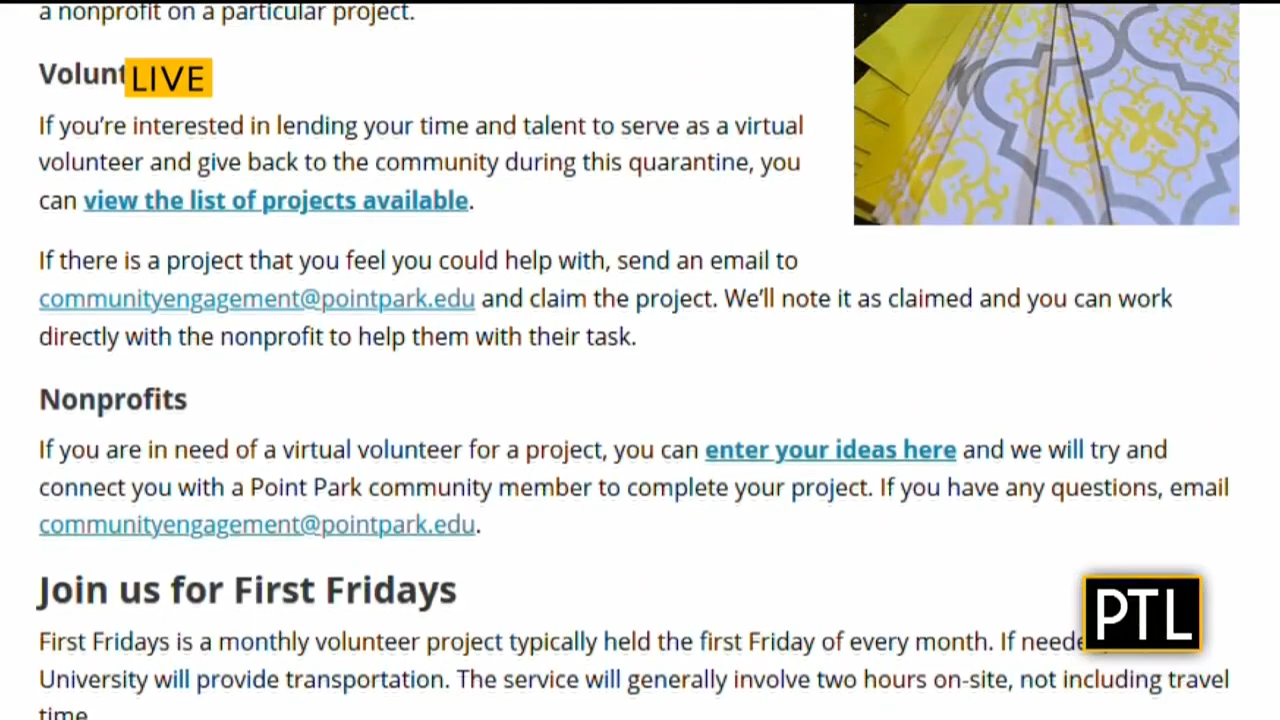 a nonprofit on a particular project.
Volunt
LIVE
If you’re interested in lending your time and talent to serve as a virtual
volunteer and give back to the community during this quarantine, you
can view the list of projects available.
If there is a project that you feel you could help with, send an email to
communityengagement@pointpark.edu and claim the project. We’ll note it as claimed and you can work
directly with the nonprofit to help them with their task.
Nonprofits
If you are in need of a virtual volunteer for a project, you can enter your ideas here and we will try and
connect you with a Point Park community member to complete your project. If you have any questions, email
communityengagement@pointpark.edu.
Join us for First Fridays
PTL
First Fridays is a monthly volunteer project typically held the first Friday of every month. If neede
University will provide transportation. The service will generally involve two hours on-site, not including travel
time.